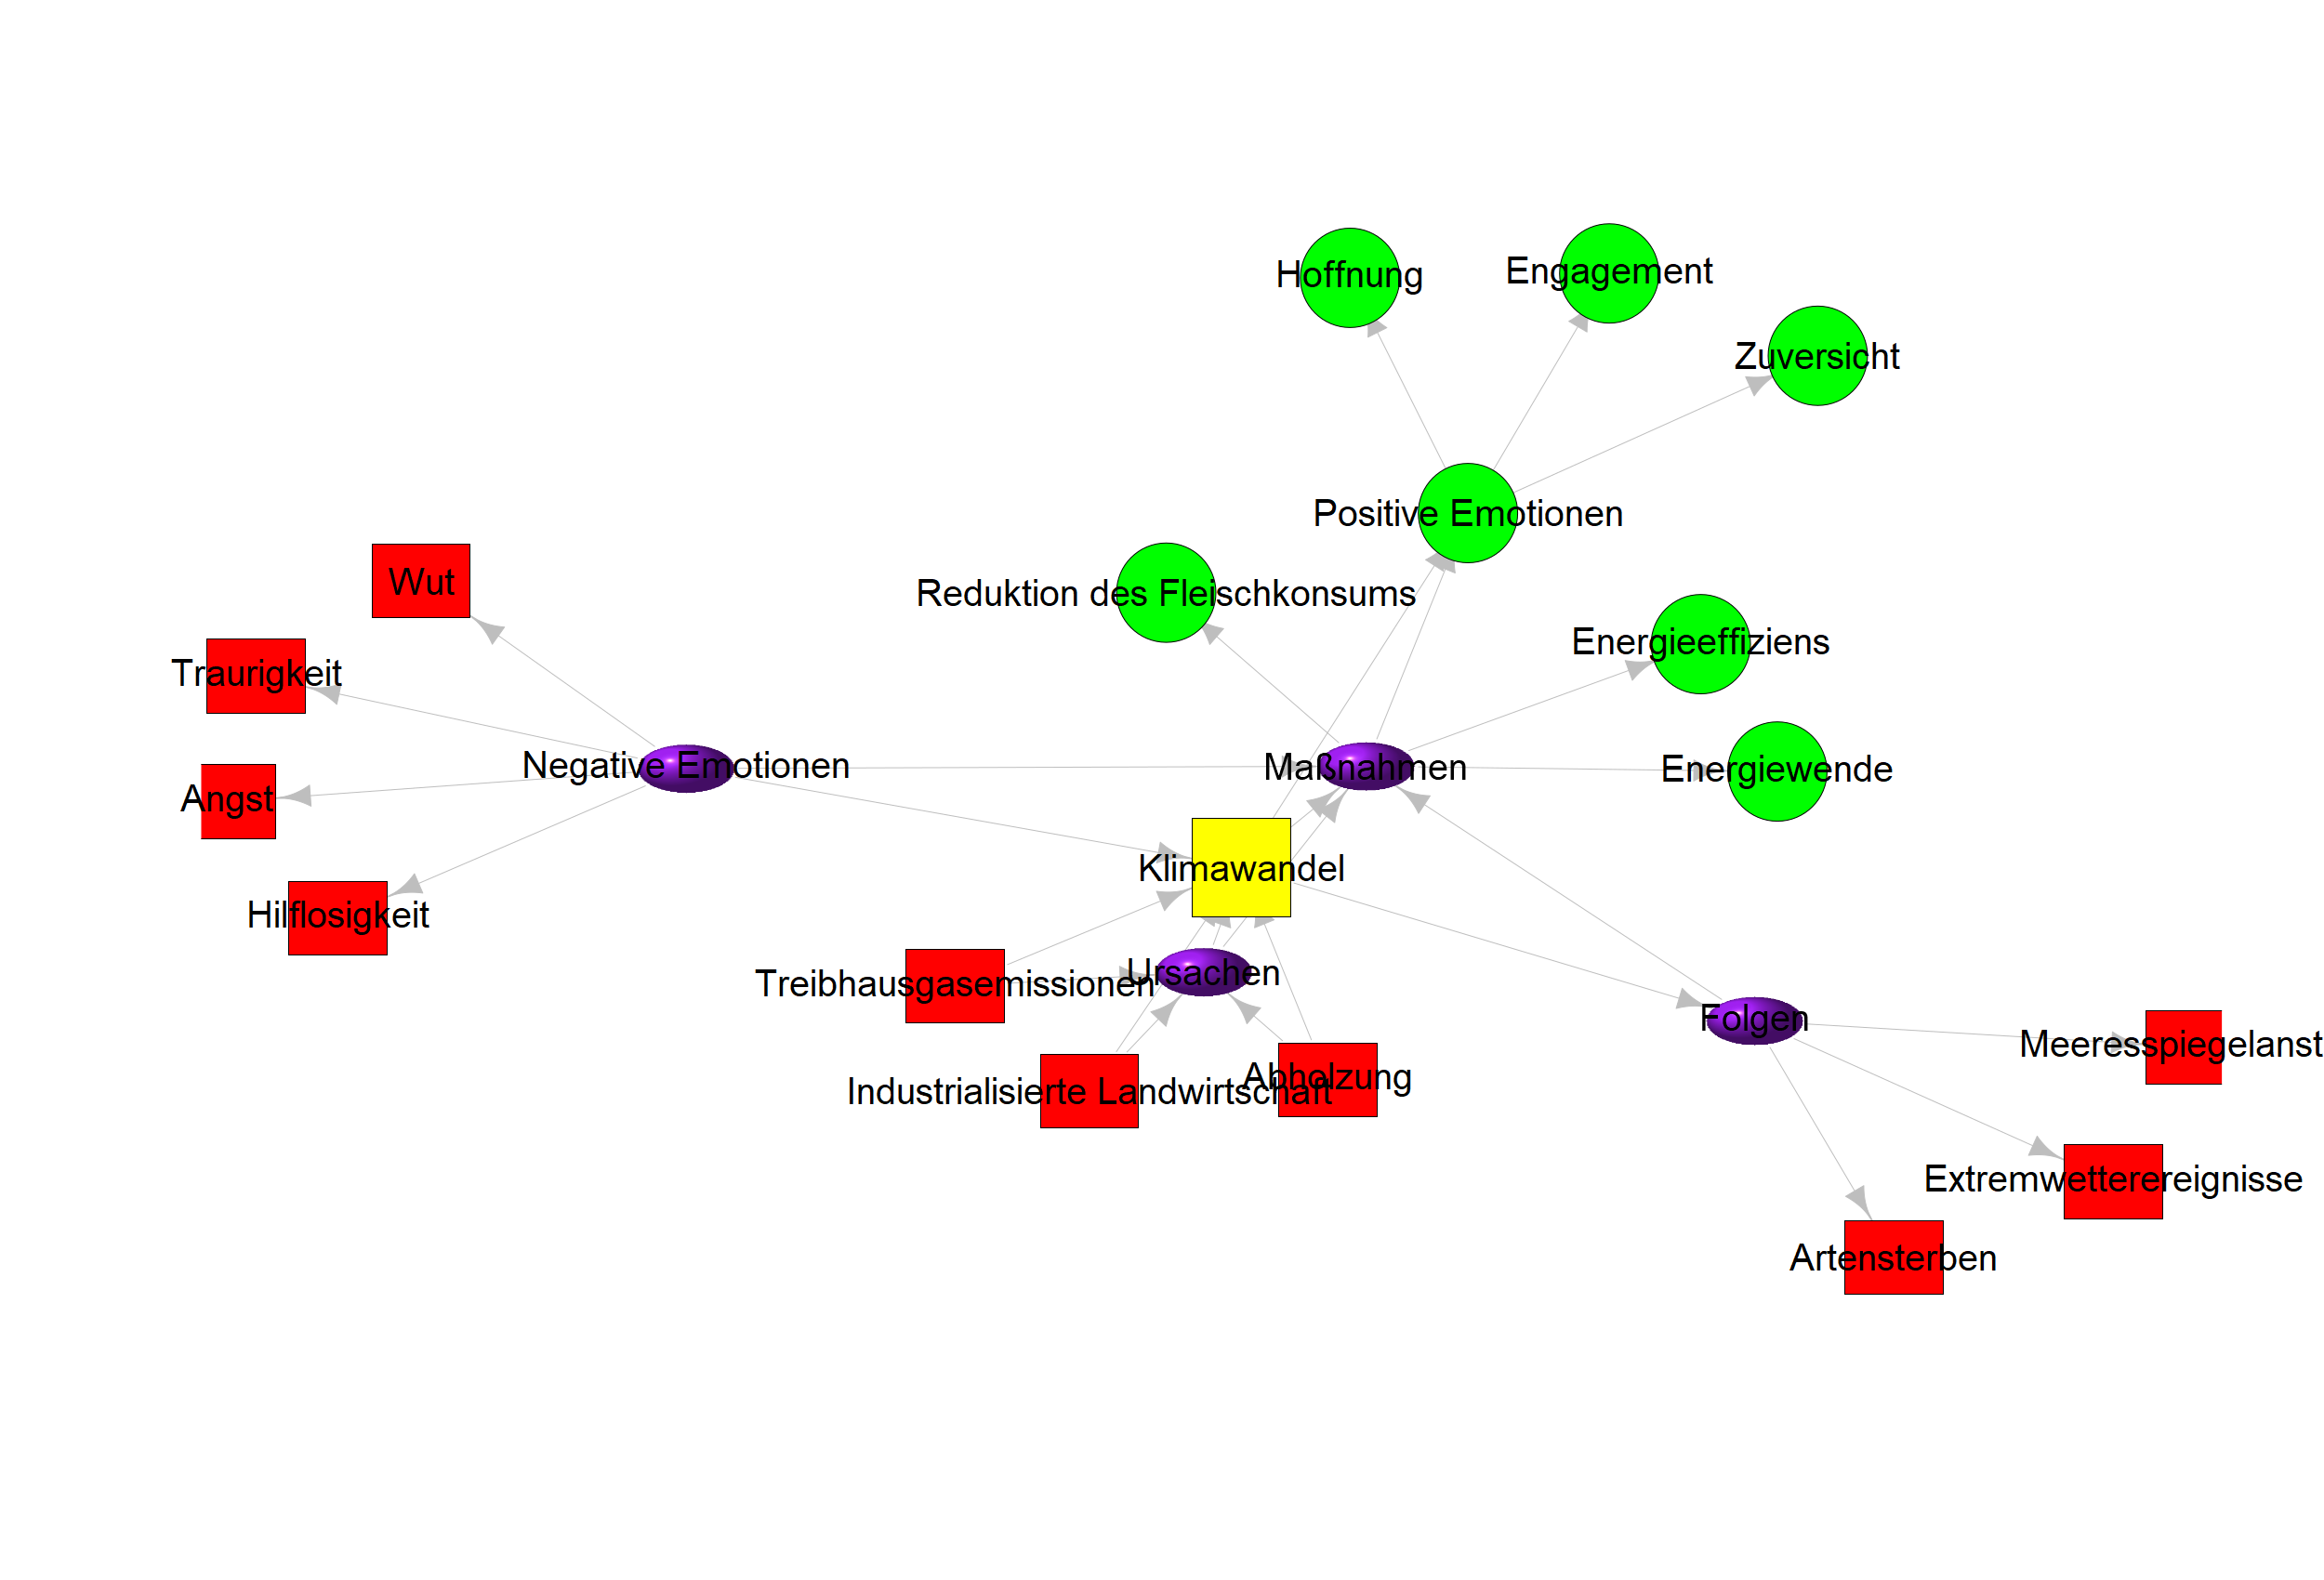 Hoffnung
Engagement
Zuversicht
Positive Emotionen
Reduktion des Fleischkonsums
Wut
Energieeffiziens
Traurigkeit
Negative Emotionen
Maßnahmen
Energiewende
Angst
Klimawandel
Hilflosigkeit
Ursachen
Treibhausgasemissionen
Folgen
Meeresspiegelanst
Abholzung
Industrialisierte Landwirtschaft
Extremwetterereignisse
Artensterben